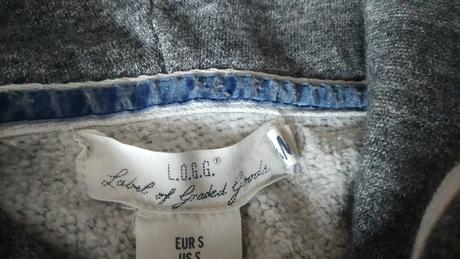 L.O.G.G.®
Label of Graded Goods
EUR S
US S